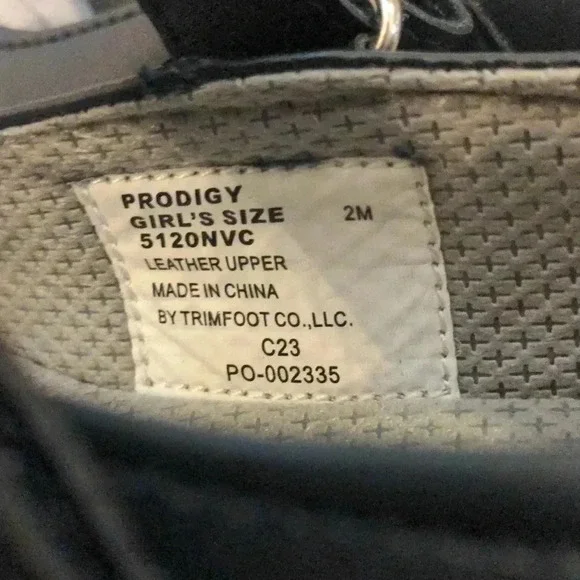 PRODIGY
GIRL'S SIZE 2M
5120NVC
LEATHER UPPER
MADE IN CHINA
BY TRIMFOOT CO.,LLC.
C23
PO-002335